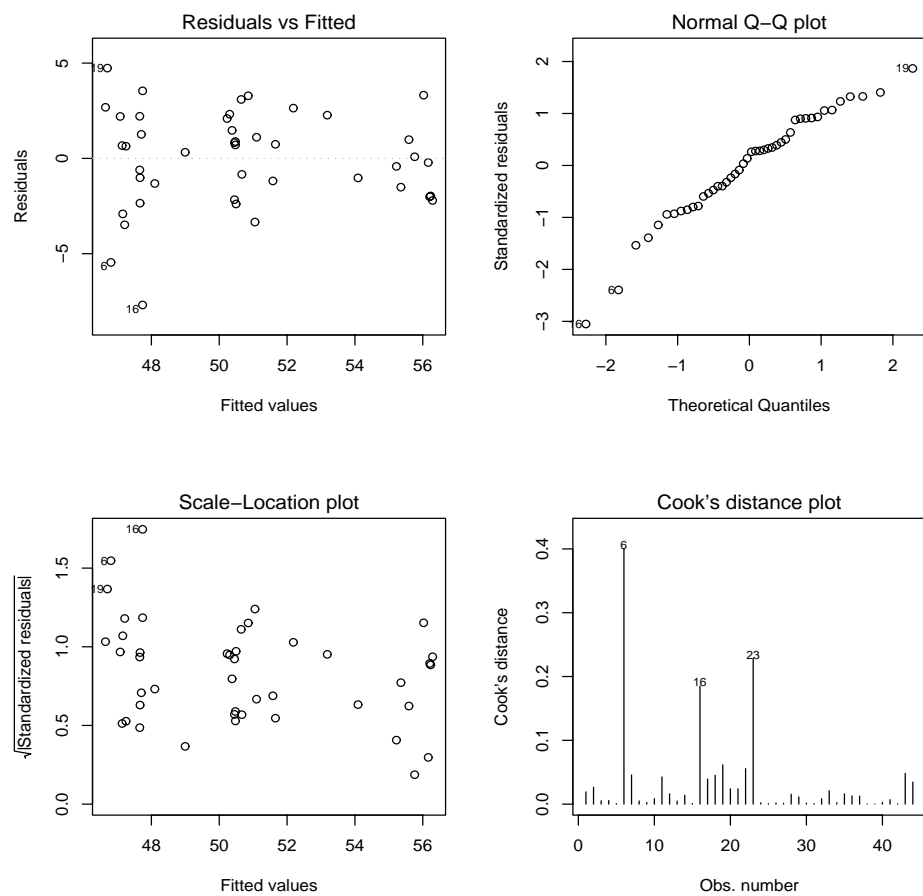 Residuals vs Fitted
Residuals
5
0
−5
19
6
16
48 50 52 54 56
Fitted values
Normal Q−Q plot
Standardized residuals
2
1
0
−1
−2
−3
19
6
6
−2 −1 0 1 2
Theoretical Quantiles
Scale−Location plot
√|Standardized residuals|
1.5
1.0
0.5
0.0
16
6
19
48 50 52 54 56
Fitted values
Cook's distance plot
Cook's distance
0.4
0.3
0.2
0.1
0.0
6
16
23
0 10 20 30 40
Obs. number